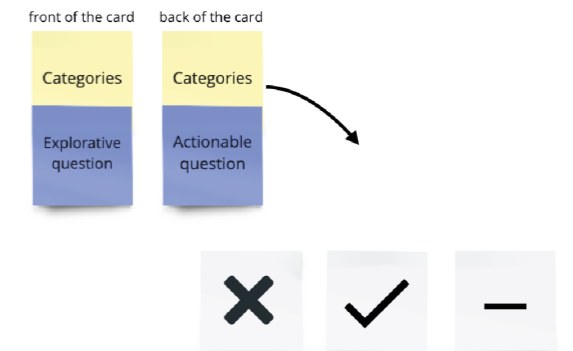 front of the card
back of the card
Categories
Explorative
question
Categories
Actionable
question